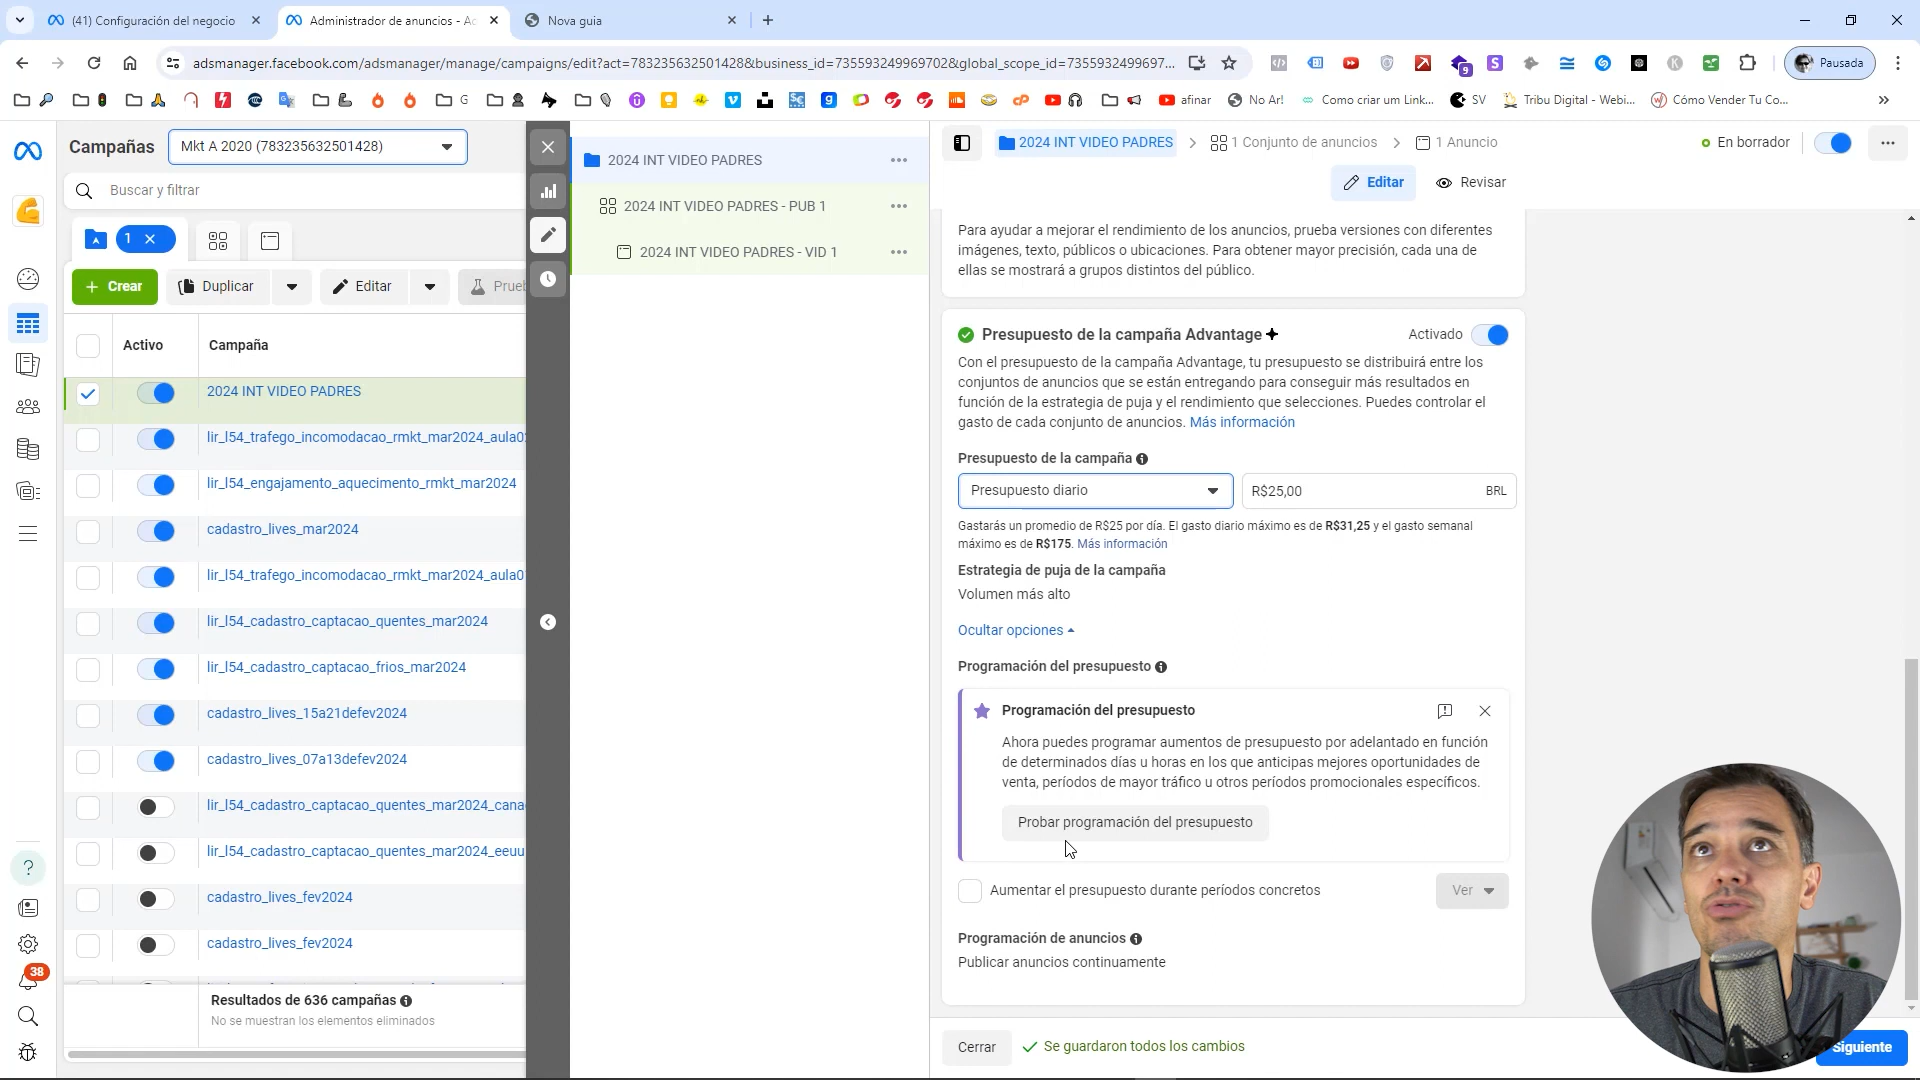 (41) Configuración del negocio
Administrador de anuncios - Ad
Nova guia
adsmanager.facebook.com/adsmanager/manage/campaigns/edit?act=783235632501428&business_id=735593249969702&global_scope_id=7355932499697...
9
Pausada
G
afinar
No Ar!
Como criar um Link...
SV
Tribu Digital - Webi...
Cómo Vender Tu Co...
Campañas
Mkt A 2020 (783235632501428)
Buscar y filtrar
1
Crear
Duplicar
Editar
Prueb
Activo
Campaña
2024 INT VIDEO PADRES
lir_l54_trafego_incomodacao_rmkt_mar2024_aula02
lir_l54_engajamento_aquecimento_rmkt_mar2024
cadastro_lives_mar2024
lir_l54_trafego_incomodacao_rmkt_mar2024_aula0
lir_l54_cadastro_captacao_quentes_mar2024
lir_l54_cadastro_captacao_frios_mar2024
cadastro_lives_15a21defev2024
cadastro_lives_07a13defev2024
lir_l54_cadastro_captacao_quentes_mar2024_cana
lir_l54_cadastro_captacao_quentes_mar2024_eeuu
cadastro_lives_fev2024
cadastro_lives_fev2024
Resultados de 636 campañas
No se muestran los elementos eliminados
38
2024 INT VIDEO PADRES
2024 INT VIDEO PADRES - PUB 1
2024 INT VIDEO PADRES - VID 1
2024 INT VIDEO PADRES
1 Conjunto de anuncios
1 Anuncio
En borrador
Editar
Revisar
Para ayudar a mejorar el rendimiento de los anuncios, prueba versiones con diferentes
imágenes, texto, públicos o ubicaciones. Para obtener mayor precisión, cada una de
ellas se mostrará a grupos distintos del público.
Presupuesto de la campaña Advantage
Activado
Con el presupuesto de la campaña Advantage, tu presupuesto se distribuirá entre los
conjuntos de anuncios que se están entregando para conseguir más resultados en
función de la estrategia de puja y el rendimiento que selecciones. Puedes controlar el
gasto de cada conjunto de anuncios. Más información
Presupuesto de la campaña
Presupuesto diario
R$25,00
BRL
Gastarás un promedio de R$25 por día. El gasto diario máximo es de R$31,25 y el gasto semanal
máximo es de R$175. Más información
Estrategia de puja de la campaña
Volumen más alto
Ocultar opciones
Programación del presupuesto
Programación del presupuesto
Ahora puedes programar aumentos de presupuesto por adelantado en función
de determinados días u horas en los que anticipas mejores oportunidades de
venta, períodos de mayor tráfico u otros períodos promocionales específicos.
Probar programación del presupuesto
Aumentar el presupuesto durante períodos concretos
Ver
Programación de anuncios
Publicar anuncios continuamente
Cerrar
Se guardaron todos los cambios
Siguiente